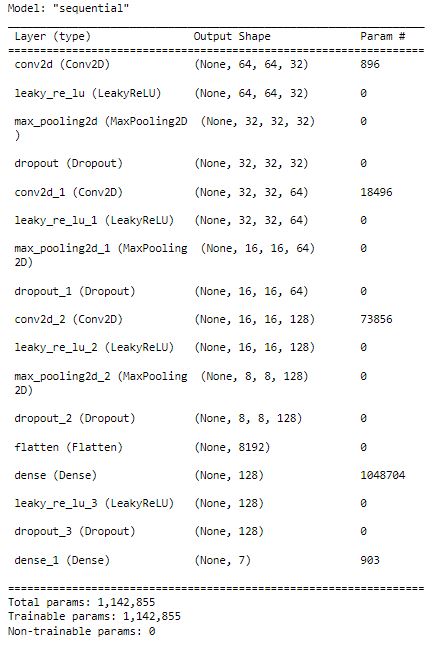 Model: "sequential"
Layer (type) Output Shape Param #
=================================================================
conv2d (Conv2D) (None, 64, 64, 32) 896
leaky_re_lu (LeakyReLU) (None, 64, 64, 32) 0
max_pooling2d (MaxPooling2D (None, 32, 32, 32) 0
)
dropout (Dropout) (None, 32, 32, 32) 0
conv2d_1 (Conv2D) (None, 32, 32, 64) 18496
leaky_re_lu_1 (LeakyReLU) (None, 32, 32, 64) 0
max_pooling2d_1 (MaxPooling (None, 16, 16, 64) 0
2D)
dropout_1 (Dropout) (None, 16, 16, 64) 0
conv2d_2 (Conv2D) (None, 16, 16, 128) 73856
leaky_re_lu_2 (LeakyReLU) (None, 16, 16, 128) 0
max_pooling2d_2 (MaxPooling (None, 8, 8, 128) 0
2D)
dropout_2 (Dropout) (None, 8, 8, 128) 0
flatten (Flatten) (None, 8192) 0
dense (Dense) (None, 128) 1048704
leaky_re_lu_3 (LeakyReLU) (None, 128) 0
dropout_3 (Dropout) (None, 128) 0
dense_1 (Dense) (None, 7) 903
=================================================================
Total params: 1,142,855
Trainable params: 1,142,855
Non-trainable params: 0